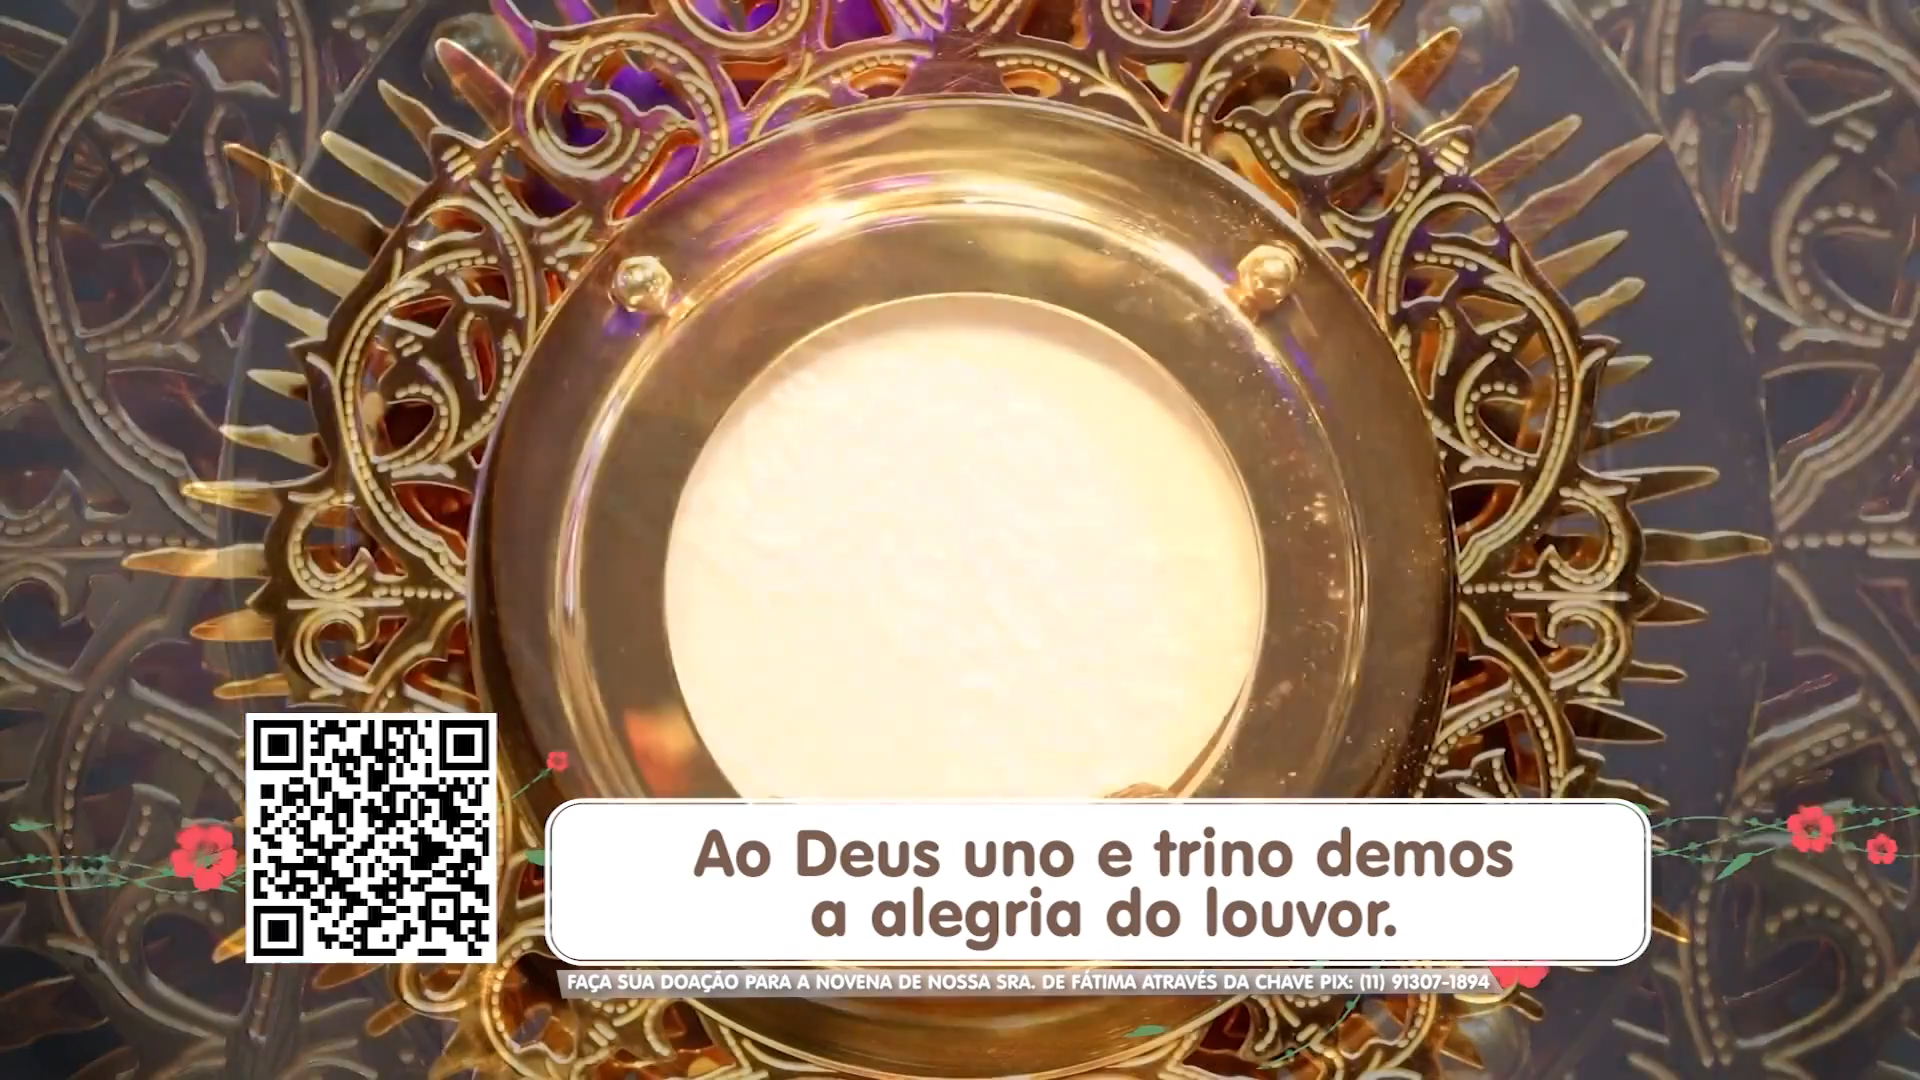 Ao Deus uno e trino demos
a alegria do louvor.
FAÇA SUA DOAÇÃO PARA A NOVENA DE NOSSA SRA. DE FÁTIMA ATRAVÉS DA CHAVE PIX: (11) 91307-1894